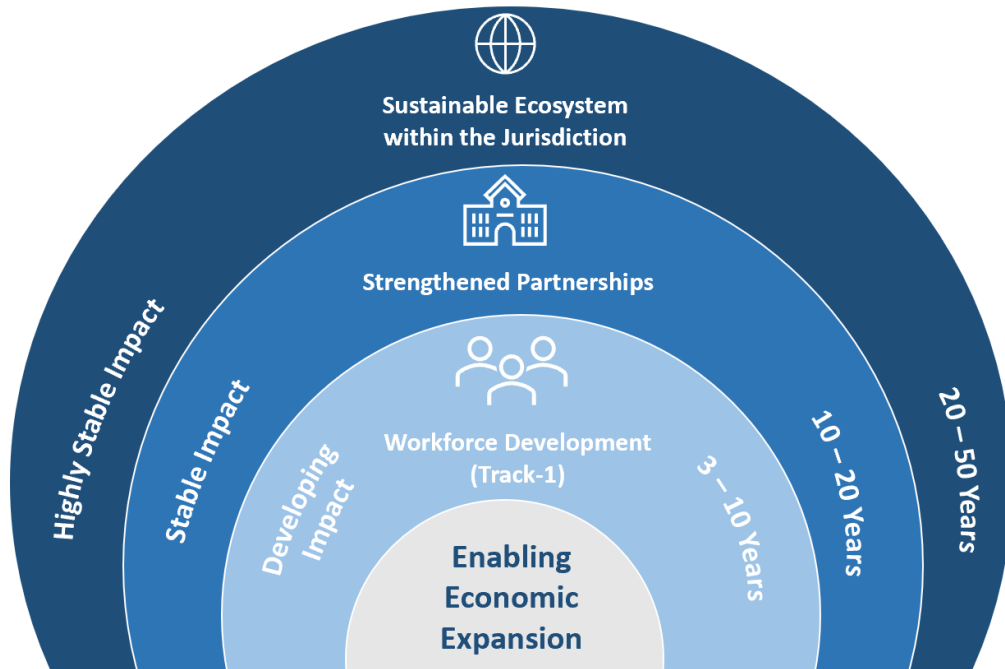 Sustainable Ecosystem
within the Jurisdiction
Strengthened Partnerships
Workforce Development
(Track-1)
Enabling
Economic
Expansion
Highly Stable Impact
Stable Impact
Developing
Impact
3 – 10 Years
10 – 20 Years
20 – 50 Years